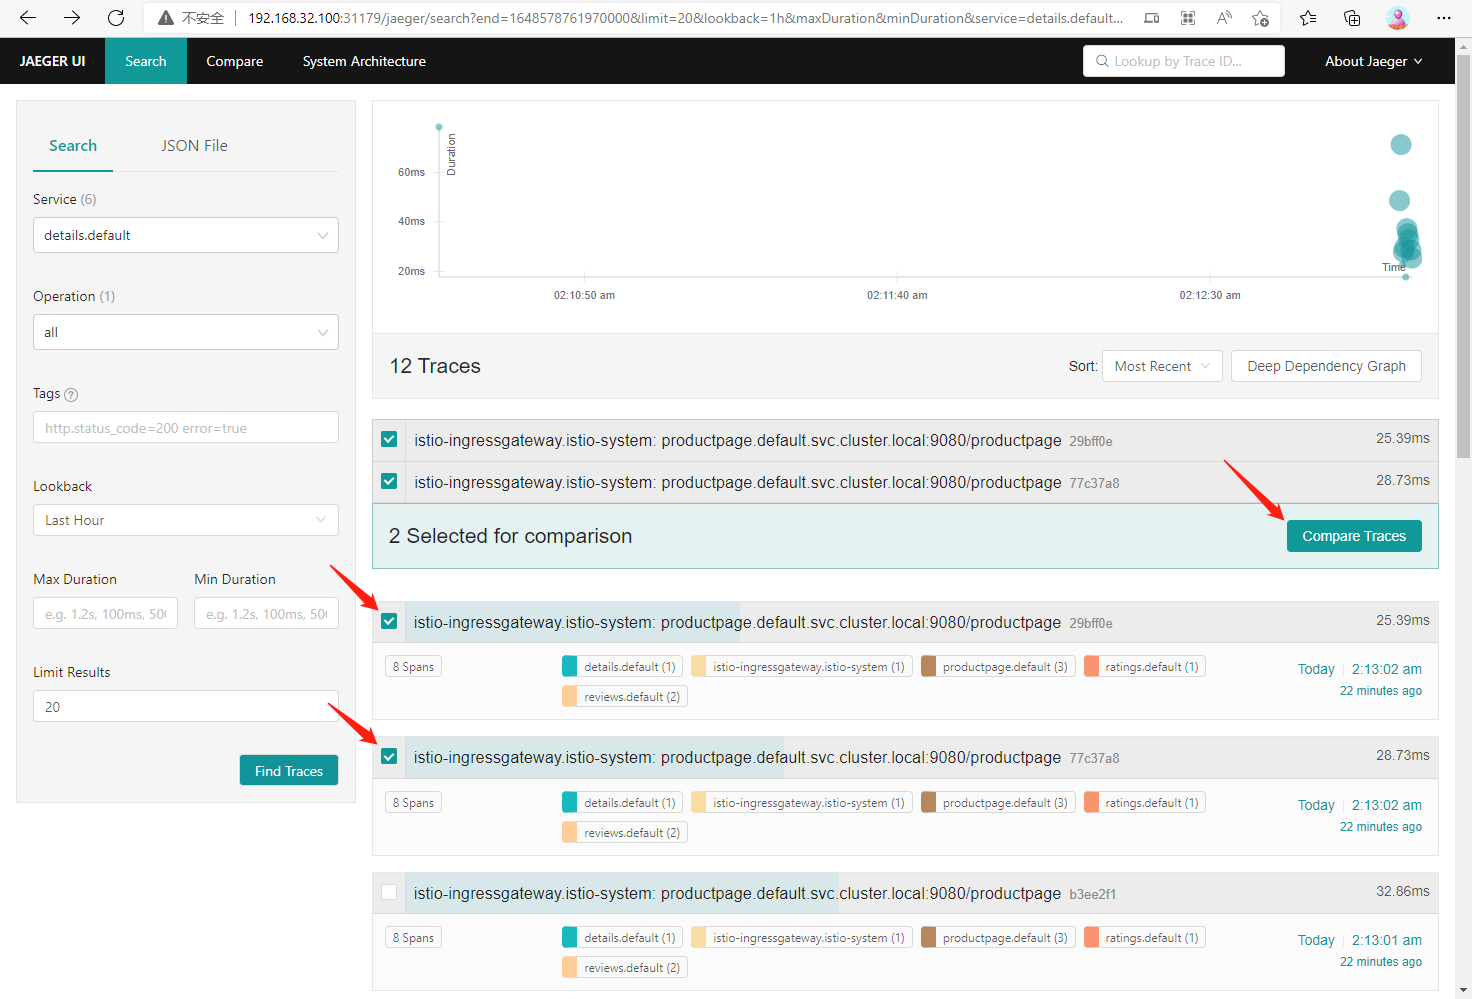 不安全 192.168.32.100:31179/jaeger/search?end=1648578761970000&limit=20&lookback=1h&maxDuration&minDuration&service=details.default...
JAEGER UI Search Compare System Architecture Lookup by Trace ID... About Jaeger
Search JSON File
Service (6)
details.default
Operation (1)
all
Tags
http.status_code=200 error=true
Lookback
Last Hour
Max Duration Min Duration
e.g. 1.2s, 100ms, 50 e.g. 1.2s, 100ms, 50
Limit Results
20
Find Traces
Duration
60ms
40ms
20ms
Time
02:10:50 am 02:11:40 am 02:12:30 am
12 Traces Sort: Most Recent Deep Dependency Graph
istio-ingressgateway.istio-system: productpage.default.svc.cluster.local:9080/productpage 29bff0e 25.39ms
istio-ingressgateway.istio-system: productpage.default.svc.cluster.local:9080/productpage 77c37a8 28.73ms
2 Selected for comparison Compare Traces
istio-ingressgateway.istio-system: productpage.default.svc.cluster.local:9080/productpage 29bff0e 25.39ms
8 Spans details.default (1) istio-ingressgateway.istio-system (1) productpage.default (3) ratings.default (1) Today 2:13:02 am
reviews.default (2) 22 minutes ago
istio-ingressgateway.istio-system: productpage.default.svc.cluster.local:9080/productpage 77c37a8 28.73ms
8 Spans details.default (1) istio-ingressgateway.istio-system (1) productpage.default (3) ratings.default (1) Today 2:13:02 am
reviews.default (2) 22 minutes ago
istio-ingressgateway.istio-system: productpage.default.svc.cluster.local:9080/productpage b3ee2f1 32.86ms
8 Spans details.default (1) istio-ingressgateway.istio-system (1) productpage.default (3) ratings.default (1) Today 2:13:01 am
reviews.default (2) 22 minutes ago